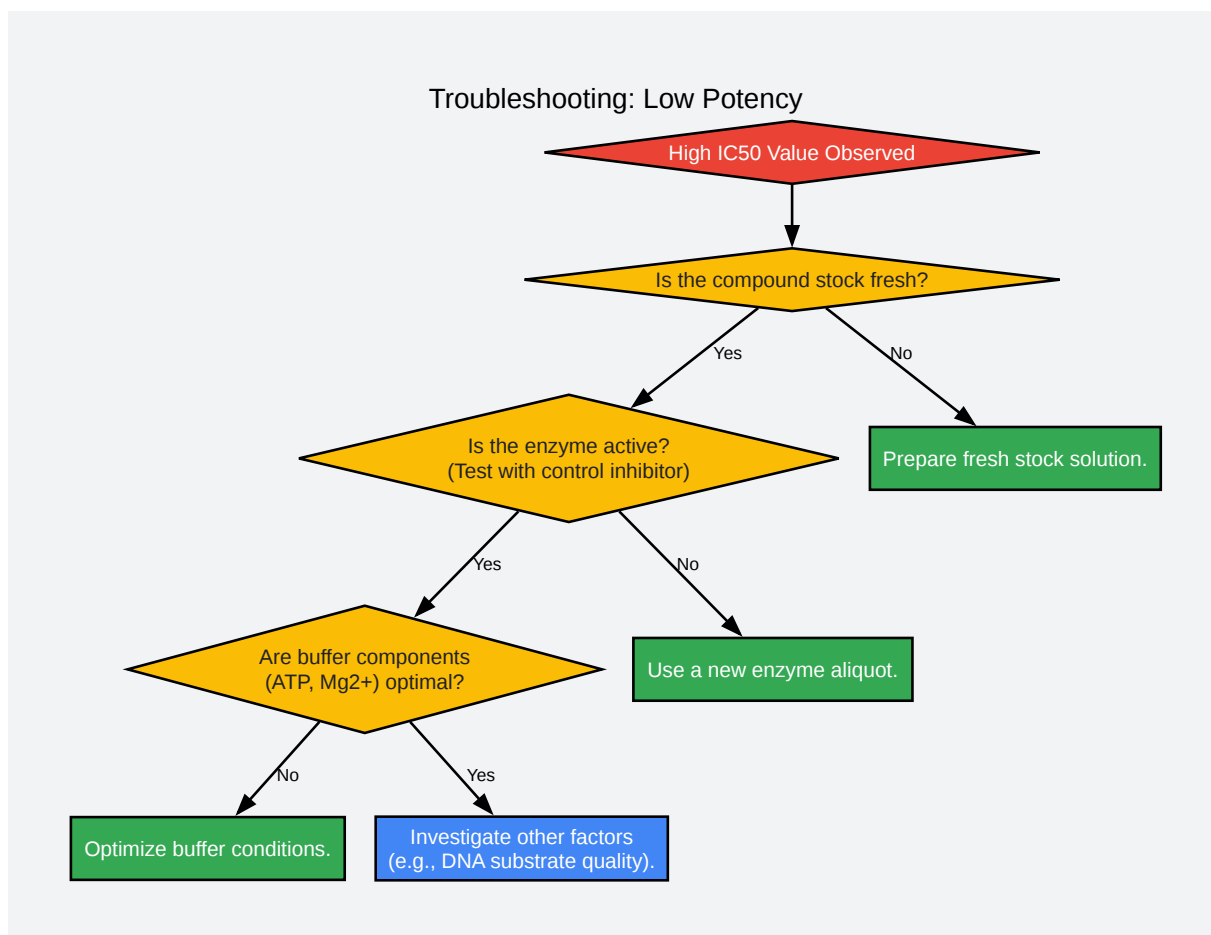 Troubleshooting: Low Potency
High IC50 Value Observed
Is the compound stock fresh?
Yes
No
Is the enzyme active?
(Test with control inhibitor)
Prepare fresh stock solution.
Yes
No
Are buffer components
(ATP, Mg2+) optimal?
Use a new enzyme aliquot.
No
Yes
Optimize buffer conditions.
Investigate other factors
(e.g., DNA substrate quality).